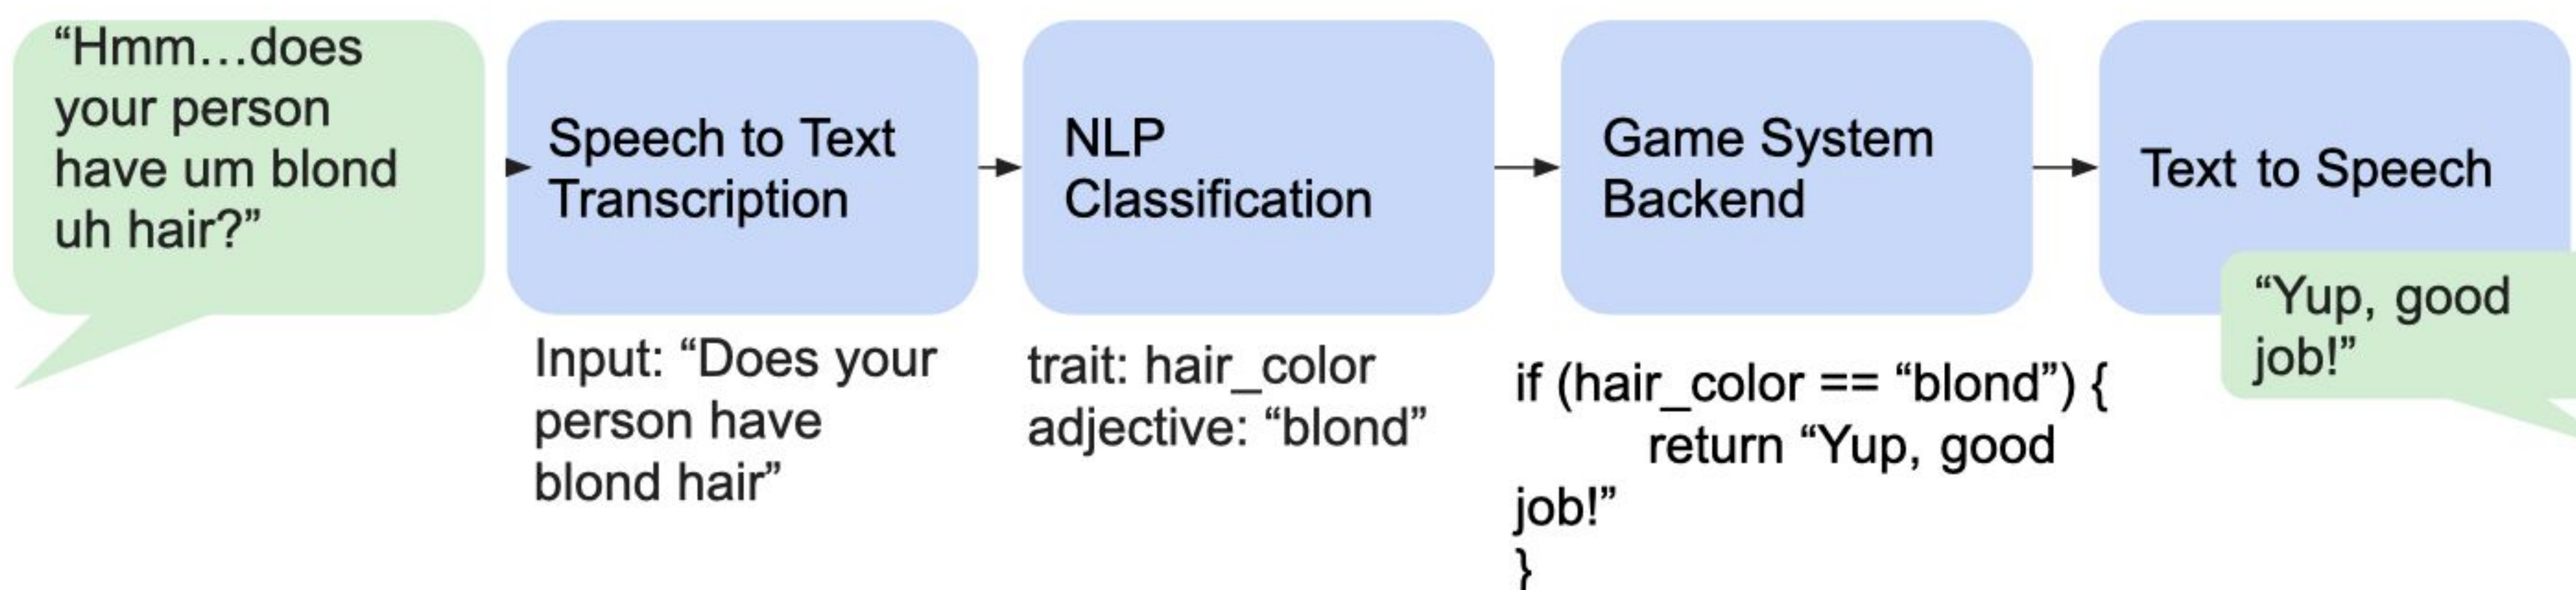 “Hmm…does
your person
have um blond
uh hair?”
Speech to Text
Transcription
Input: “Does your
person have
blond hair”
NLP
Classification
trait: hair_color
adjective: “blond”
Game System
Backend
if (hair_color == “blond”) {
return “Yup, good
job!”
}
Text to Speech
“Yup, good
job!”